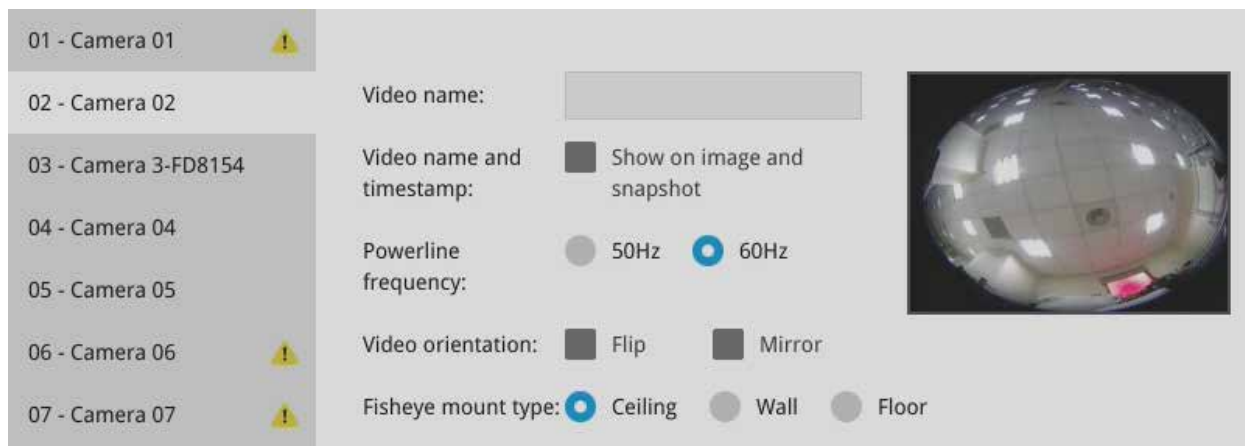 01 - Camera 01
02 - Camera 02
03 - Camera 3-FD8154
04 - Camera 04
05 - Camera 05
06 - Camera 06
07 - Camera 07
Video name:
Video name and
timestamp:
Show on image and
snapshot
Powerline
frequency:
50Hz
60Hz
Video orientation:
Flip
Mirror
Fisheye mount type:
Ceiling
Wall
Floor